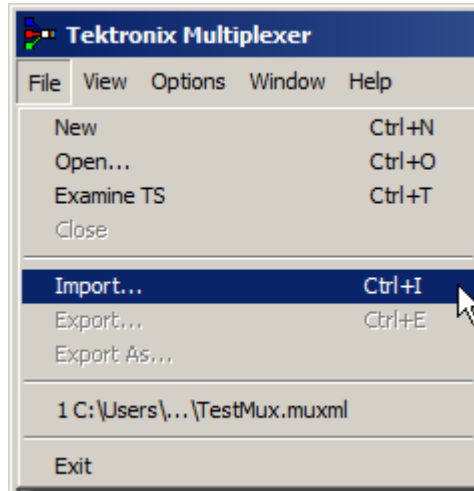 Tektronix Multiplexer
File View Options Window Help
New Ctrl+N
Open... Ctrl+O
Examine TS Ctrl+T
Close
Import... Ctrl+I
Export... Ctrl+E
Export As...
1 C:\Users\...\TestMux.muxml
Exit